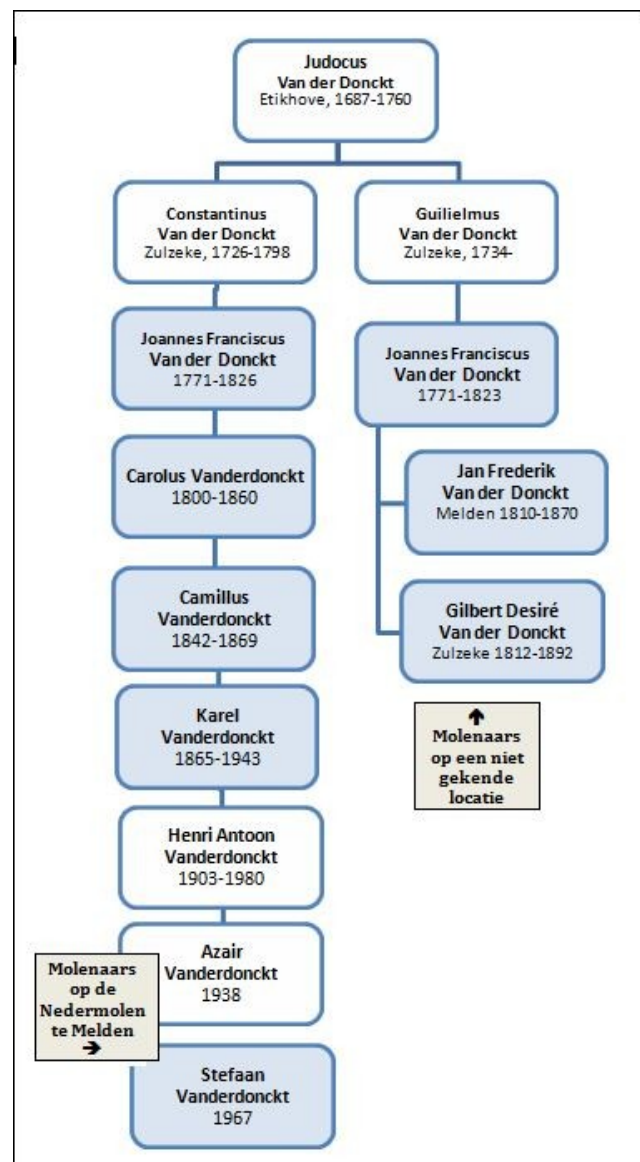 Judocus
Van der Donckt
Etikhove, 1687-1760
Constantinus
Van der Donckt
Zulzeke, 1726-1798
Guilielmus
Van der Donckt
Zulzeke, 1734-
Joannes Franciscus
Van der Donckt
1771-1826
Joannes Franciscus
Van der Donckt
1771-1823
Carolus Vanderdonckt
1800-1860
Jan Frederik
Van der Donckt
Melden 1810-1870
Camillus
Vanderdonckt
1842-1869
Gilbert Desiré
Van der Donckt
Zulzeke 1812-1892
Karel
Vanderdonckt
1865-1943
🡹
Molenaars
op een niet
gekende
locatie
Henri Antoon
Vanderdonckt
1903-1980
Azair
Vanderdonckt
1938
Molenaars
op de
Nedermolen
te Melden
➔
Stefaan
Vanderdonckt
1967